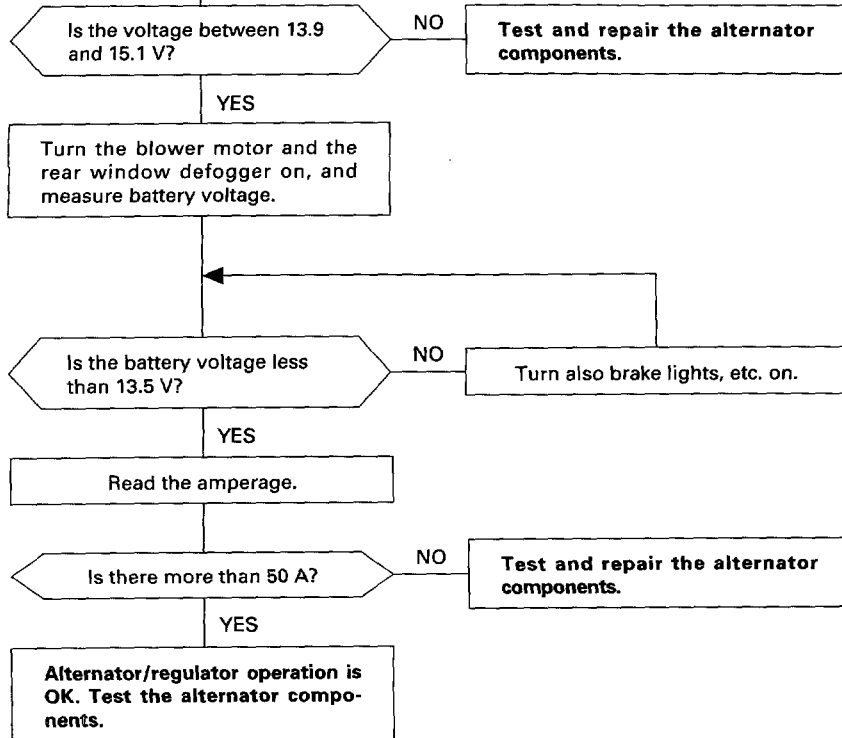 Is the voltage between 13.9
and 15.1 V?
NO
Test and repair the alternator
components.
YES
Turn the blower motor and the
rear window defogger on, and
measure battery voltage.
Is the battery voltage less
than 13.5 V?
NO
Turn also brake lights, etc. on.
YES
Read the amperage.
Is there more than 50 A?
NO
Test and repair the alternator
components.
YES
Alternator/regulator operation is
OK. Test the alternator compo-
nents.